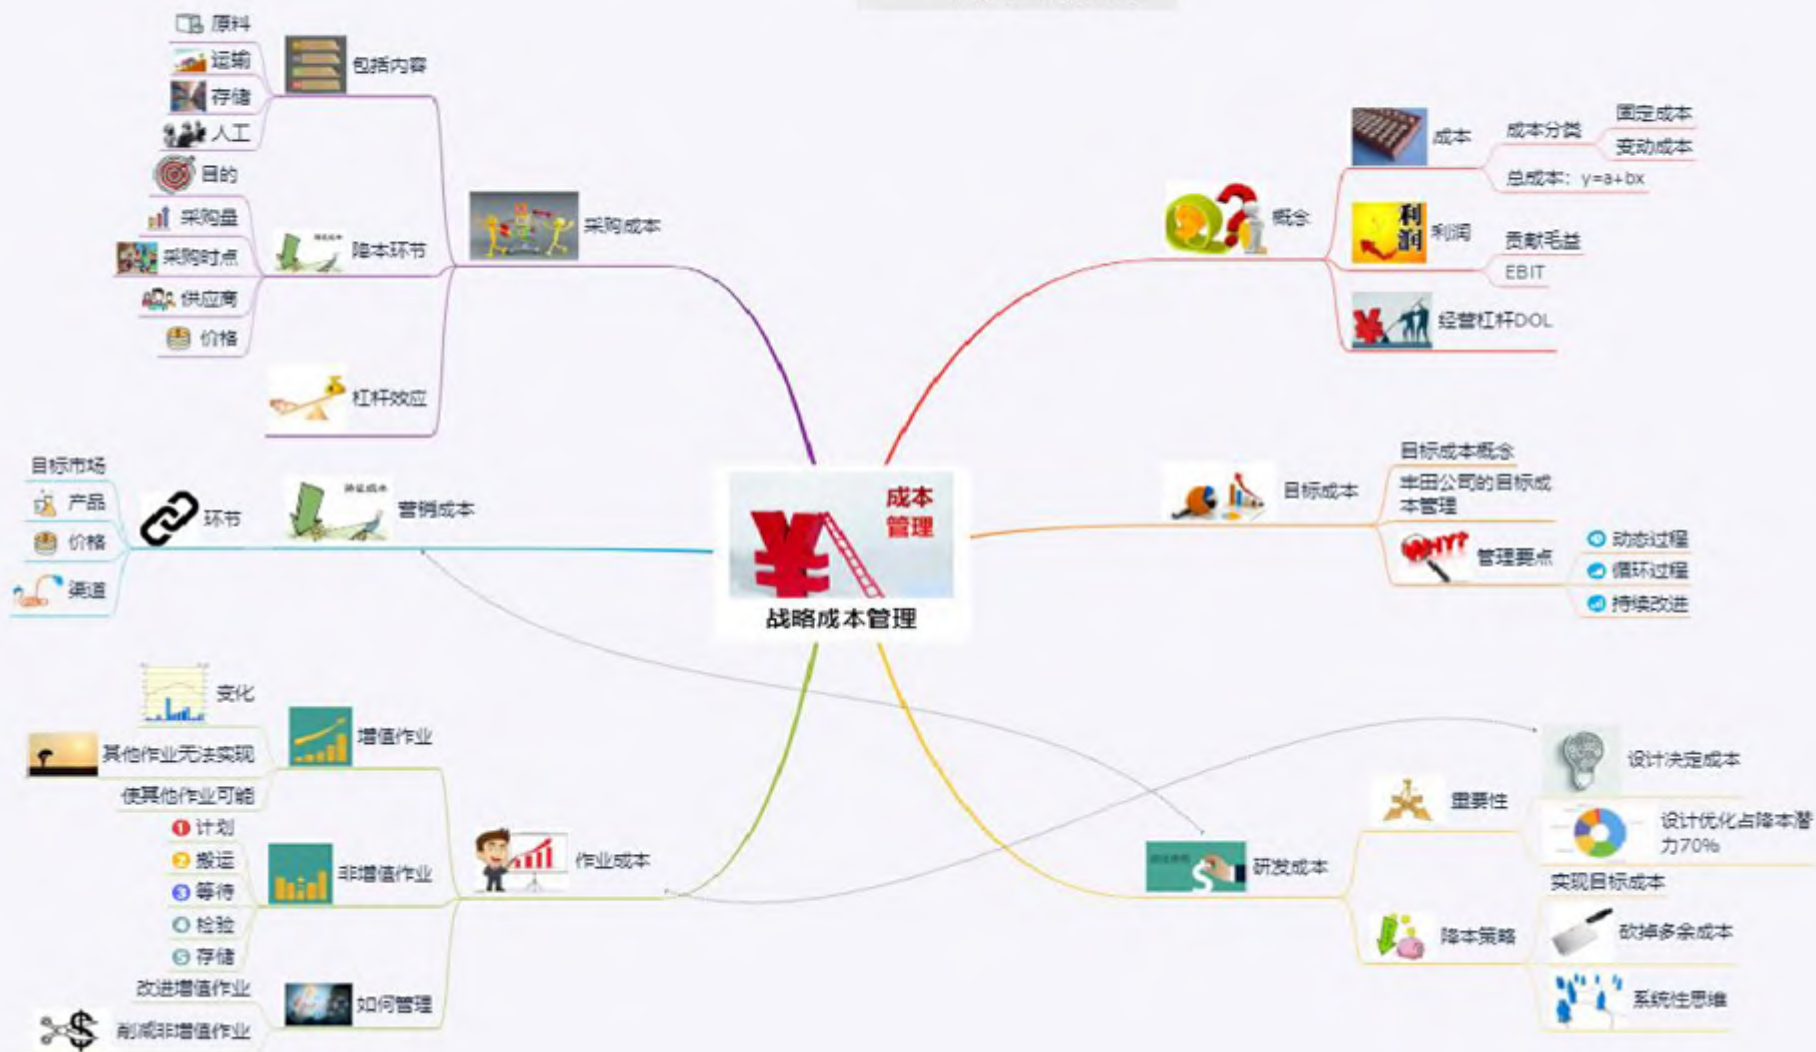 成本
管理
战略成本管理
概念
成本
成本分类
固定成本
变动成本
总成本：y=a+bx
利润
利润
贡献毛益
EBIT
经营杠杆DOL
目标成本
目标成本概念
丰田公司的目标成
本管理
WHY?
管理要点
动态过程
循环过程
持续改进
研发成本
重要性
设计决定成本
设计优化占降本潜
力70%
降本策略
实现目标成本
砍掉多余成本
系统性思维
采购成本
包括内容
原料
运输
存储
人工
降本环节
目的
采购量
采购时点
供应商
价格
杠杆效应
营销成本
环节
目标市场
产品
价格
渠道
作业成本
增值作业
变化
其他作业无法实现
使其他作业可能
非增值作业
1 计划
2 搬运
3 等待
4 检验
5 存储
如何管理
改进增值作业
削减非增值作业